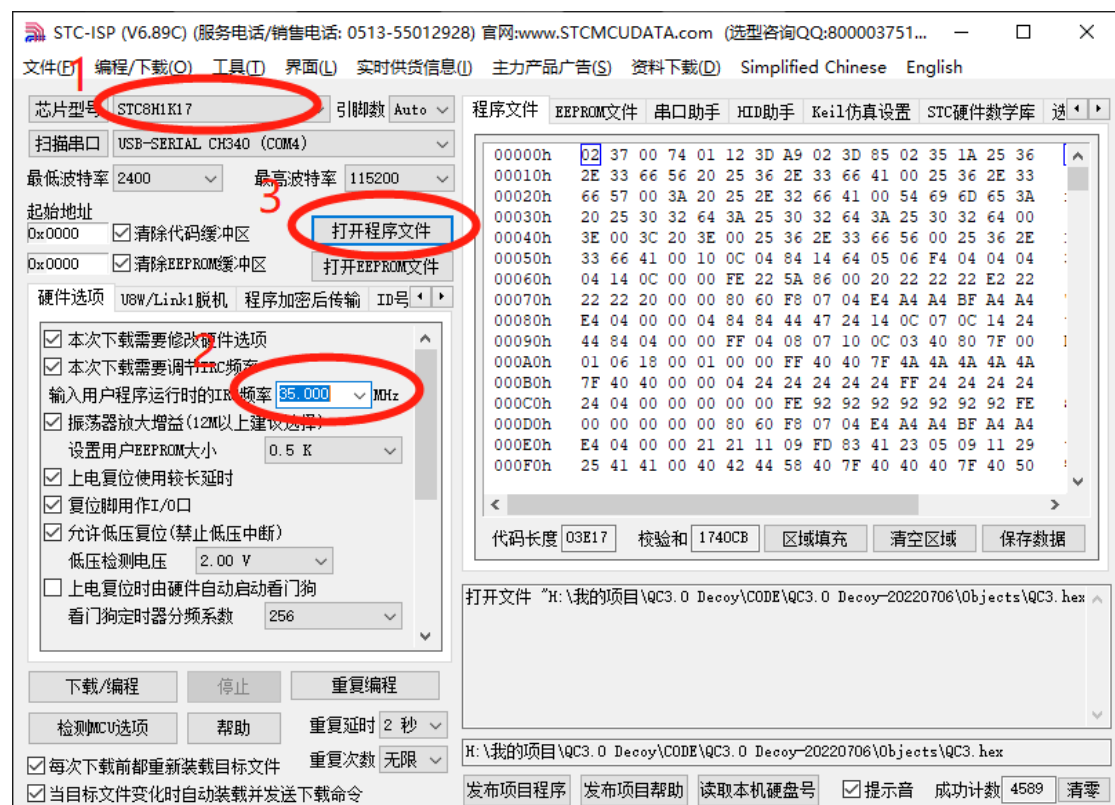 STC-ISP (V6.89C) (服务电话/销售电话: 0513-55012928) 官网:www.STCMCUDATA.com (选型咨询QQ:800003751...
文件(F) 编程/下载(O) 工具(T) 界面(L) 实时供货信息(I) 主力产品广告(S) 资料下载(D) Simplified Chinese English
1
芯片型号 STC8H1K17 引脚数 Auto
扫描串口 USB-SERIAL CH340 (COM4)
最低波特率 2400 最高波特率 115200
3
起始地址
0x0000 清除代码缓冲区 打开程序文件
0x0000 清除EEPROM缓冲区 打开EEPROM文件
硬件选项 U8W/Link1脱机 程序加密后传输 ID号
本次下载需要修改硬件选项
2
本次下载需要调节IRC频率
输入用户程序运行时的IRC频率 35.000 MHz
振荡器放大增益(12M以上建议选择)
设置用户EEPROM大小 0.5 K
上电复位使用较长延时
复位脚用作I/O口
允许低压复位(禁止低压中断)
低压检测电压 2.00 V
上电复位时由硬件自动启动看门狗
看门狗定时器分频系数 256
下载/编程 停止 重复编程
检测MCU选项 帮助 重复延时 2 秒
每次下载前都重新装载目标文件 重复次数 无限
当目标文件变化时自动装载并发送下载命令
程序文件 EEPROM文件 串口助手 HID助手 Keil仿真设置 STC硬件数学库 选
00000h 02 37 00 74 01 12 3D A9 02 3D 85 02 35 1A 25 36
00010h 2E 33 66 56 20 25 36 2E 33 66 41 00 25 36 2E 33
00020h 66 57 00 3A 20 25 2E 32 66 41 00 54 69 6D 65 3A
00030h 20 25 30 32 64 3A 25 30 32 64 3A 25 30 32 64 00
00040h 3E 00 3C 20 3E 00 25 36 2E 33 66 56 00 25 36 2E
00050h 33 66 41 00 10 0C 04 84 14 64 05 06 F4 04 04 04
00060h 04 14 0C 00 00 FE 22 5A 86 00 20 22 22 22 E2 22
00070h 22 22 20 00 00 80 60 F8 07 04 E4 A4 A4 BF A4 A4
00080h E4 04 00 00 04 84 84 44 47 24 14 0C 07 0C 14 24
00090h 44 84 04 00 00 FF 04 08 07 10 0C 03 40 80 7F 00
000A0h 01 06 18 00 01 00 00 FF 40 40 7F 4A 4A 4A 4A 4A
000B0h 7F 40 40 00 00 04 24 24 24 24 24 FF 24 24 24 24
000C0h 24 04 00 00 00 00 00 FE 92 92 92 92 92 92 92 FE
000D0h 00 00 00 00 00 80 60 F8 07 04 E4 A4 A4 BF A4 A4
000E0h E4 04 00 00 21 21 11 09 FD 83 41 23 05 09 11 29
000F0h 25 41 41 00 40 42 44 58 40 7F 40 40 40 7F 40 50
代码长度 03E17 校验和 1740CB 区域填充 清空区域 保存数据
打开文件 "H:\我的项目\QC3.0 Decoy\CODE\QC3.0 Decoy-20220706\Objects\QC3.hex
H:\我的项目\QC3.0 Decoy\CODE\QC3.0 Decoy-20220706\Objects\QC3.hex
发布项目程序 发布项目帮助 读取本机硬盘号 提示音 成功计数 4589 清零